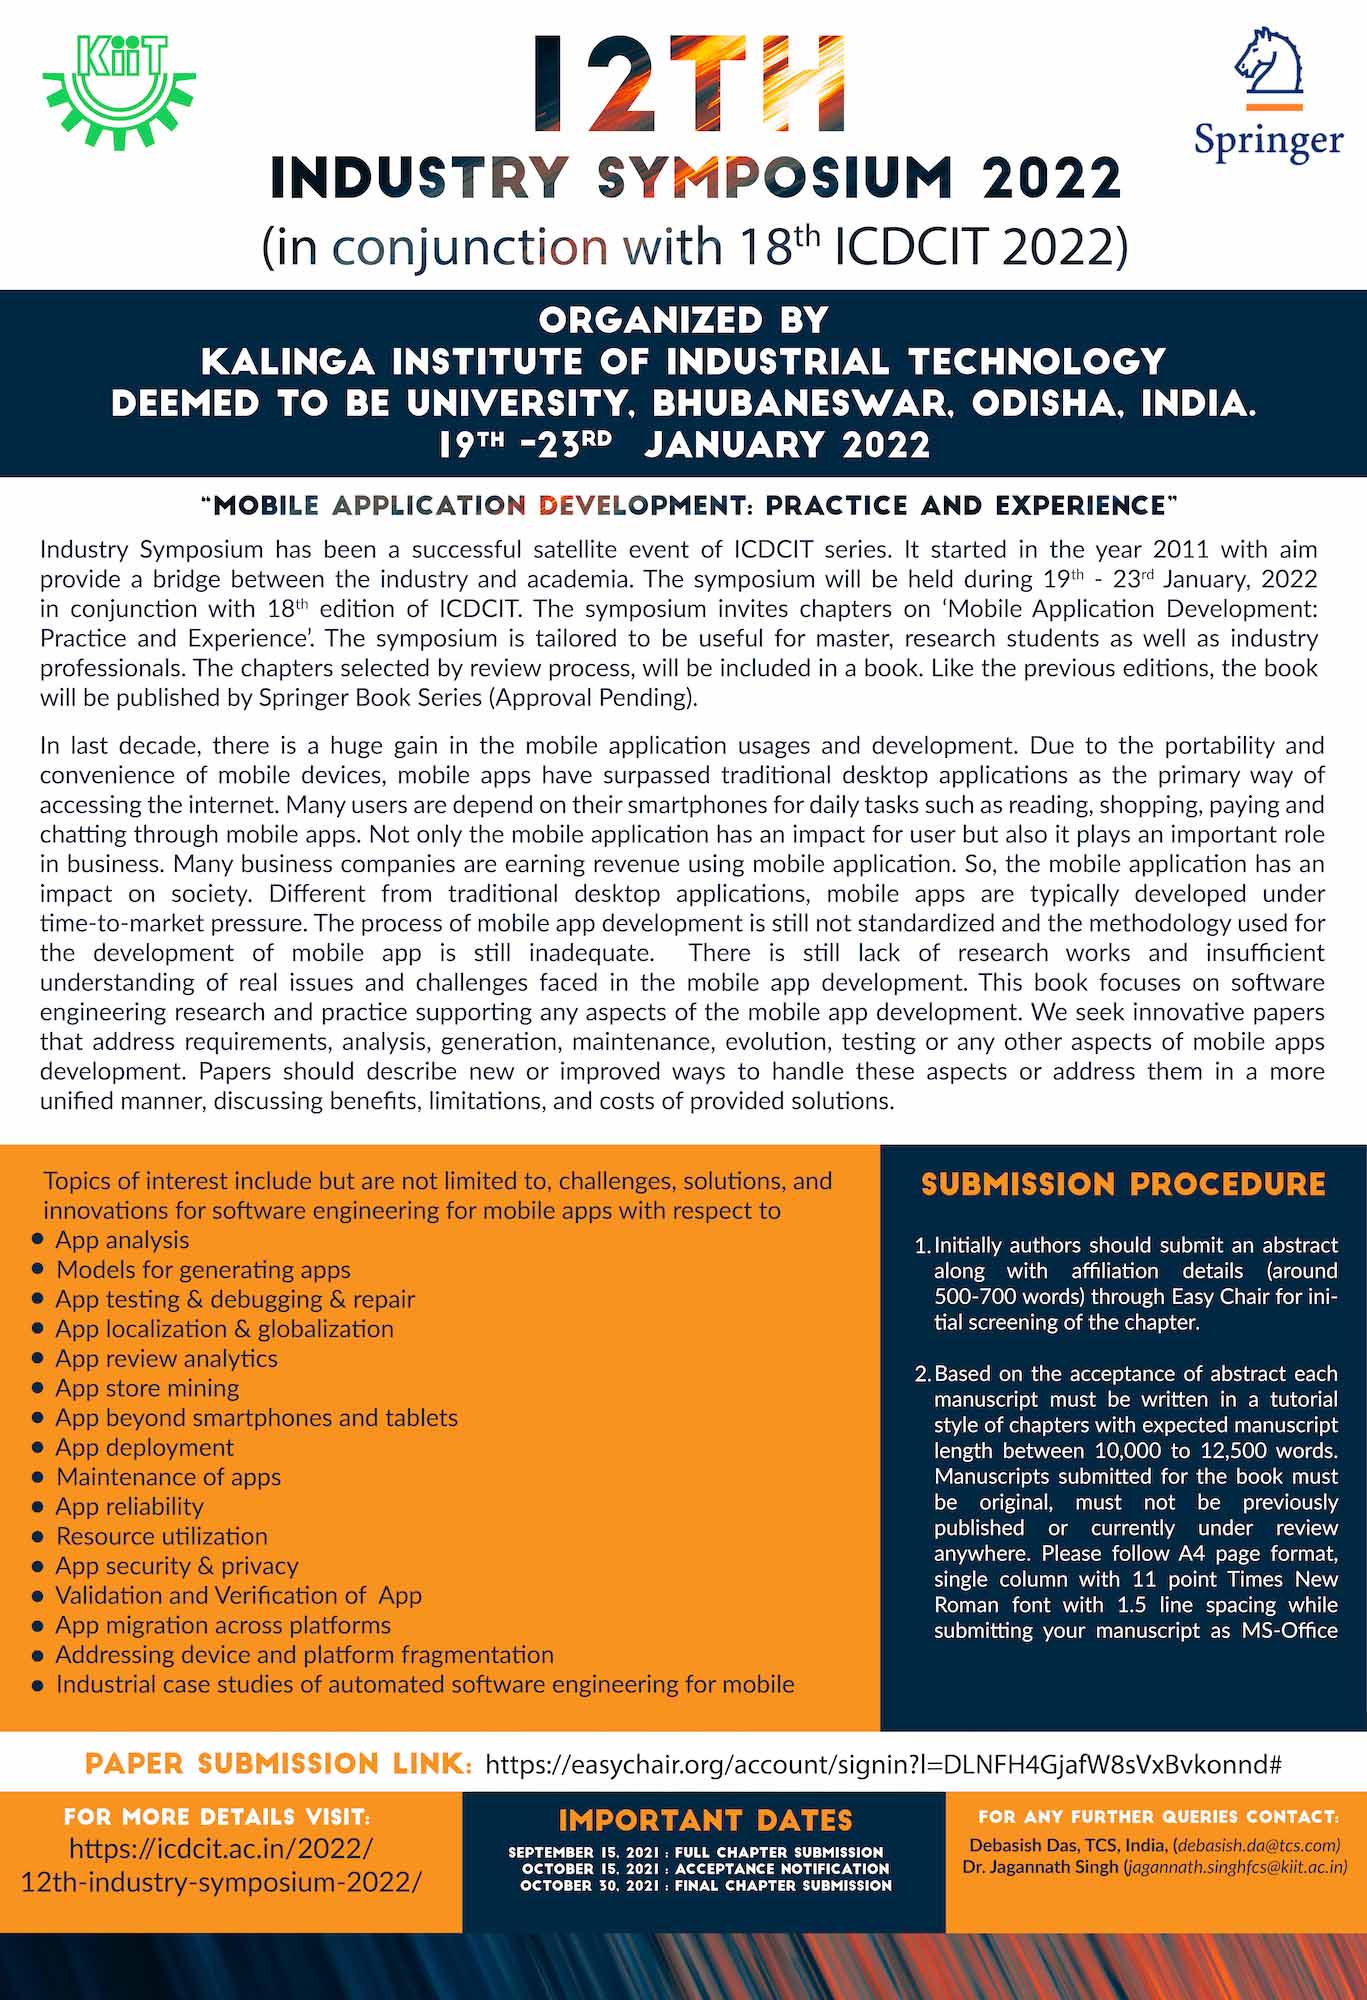 KiiT
12TH
Springer
INDUSTRY SYMPOSIUM 2022
(in conjunction with 18th ICDCIT 2022)
ORGANIZED BY
KALINGA INSTITUTE OF INDUSTRIAL TECHNOLOGY
DEEMED TO BE UNIVERSITY, BHUBANESWAR, ODISHA, INDIA.
19TH -23RD JANUARY 2022
"MOBILE APPLICATION DEVELOPMENT: PRACTICE AND EXPERIENCE"
Industry Symposium has been a successful satellite event of ICDCIT series. It started in the year 2011 with aim
provide a bridge between the industry and academia. The symposium will be held during 19th - 23rd January, 2022
in conjunction with 18th edition of ICDCIT. The symposium invites chapters on 'Mobile Application Development:
Practice and Experience'. The symposium is tailored to be useful for master, research students as well as industry
professionals. The chapters selected by review process, will be included in a book. Like the previous editions, the book
will be published by Springer Book Series (Approval Pending).
In last decade, there is a huge gain in the mobile application usages and development. Due to the portability and
convenience of mobile devices, mobile apps have surpassed traditional desktop applications as the primary way of
accessing the internet. Many users are depend on their smartphones for daily tasks such as reading, shopping, paying and
chatting through mobile apps. Not only the mobile application has an impact for user but also it plays an important role
in business. Many business companies are earning revenue using mobile application. So, the mobile application has an
impact on society. Different from traditional desktop applications, mobile apps are typically developed under
time-to-market pressure. The process of mobile app development is still not standardized and the methodology used for
the development of mobile app is still inadequate. There is still lack of research works and insufficient
understanding of real issues and challenges faced in the mobile app development. This book focuses on software
engineering research and practice supporting any aspects of the mobile app development. We seek innovative papers
that address requirements, analysis, generation, maintenance, evolution, testing or any other aspects of mobile apps
development. Papers should describe new or improved ways to handle these aspects or address them in a more
unified manner, discussing benefits, limitations, and costs of provided solutions.
Topics of interest include but are not limited to, challenges, solutions, and
innovations for software engineering for mobile apps with respect to
• App analysis
• Models for generating apps
• App testing & debugging & repair
• App localization & globalization
• App review analytics
• App store mining
• App beyond smartphones and tablets
• App deployment
• Maintenance of apps
• App reliability
• Resource utilization
• App security & privacy
• Validation and Verification of App
• App migration across platforms
• Addressing device and platform fragmentation
• Industrial case studies of automated software engineering for mobile
SUBMISSION PROCEDURE
1. Initially authors should submit an abstract
along with affiliation details (around
500-700 words) through Easy Chair for ini-
tial screening of the chapter.
2. Based on the acceptance of abstract each
manuscript must be written in a tutorial
style of chapters with expected manuscript
length between 10,000 to 12,500 words.
Manuscripts submitted for the book must
be original, must not be previously
published or currently under review
anywhere. Please follow A4 page format,
single column with 11 point Times New
Roman font with 1.5 line spacing while
submitting your manuscript as MS-Office
PAPER SUBMISSION LINK: https://easychair.org/account/signin?l=DLNFH4GjafW8sVxBvkonnd#
FOR MORE DETAILS VISIT:
https://icdcit.ac.in/2022/
12th-industry-symposium-2022/
IMPORTANT DATES
SEPTEMBER 15, 2021 : FULL CHAPTER SUBMISSION
OCTOBER 15, 2021 : ACCEPTANCE NOTIFICATION
OCTOBER 30, 2021 : FINAL CHAPTER SUBMISSION
FOR ANY FURTHER QUERIES CONTACT:
Debasish Das, TCS, India, (debasish.da@tcs.com)
Dr. Jagannath Singh (jagannath.singhfcs@kiit.ac.in)